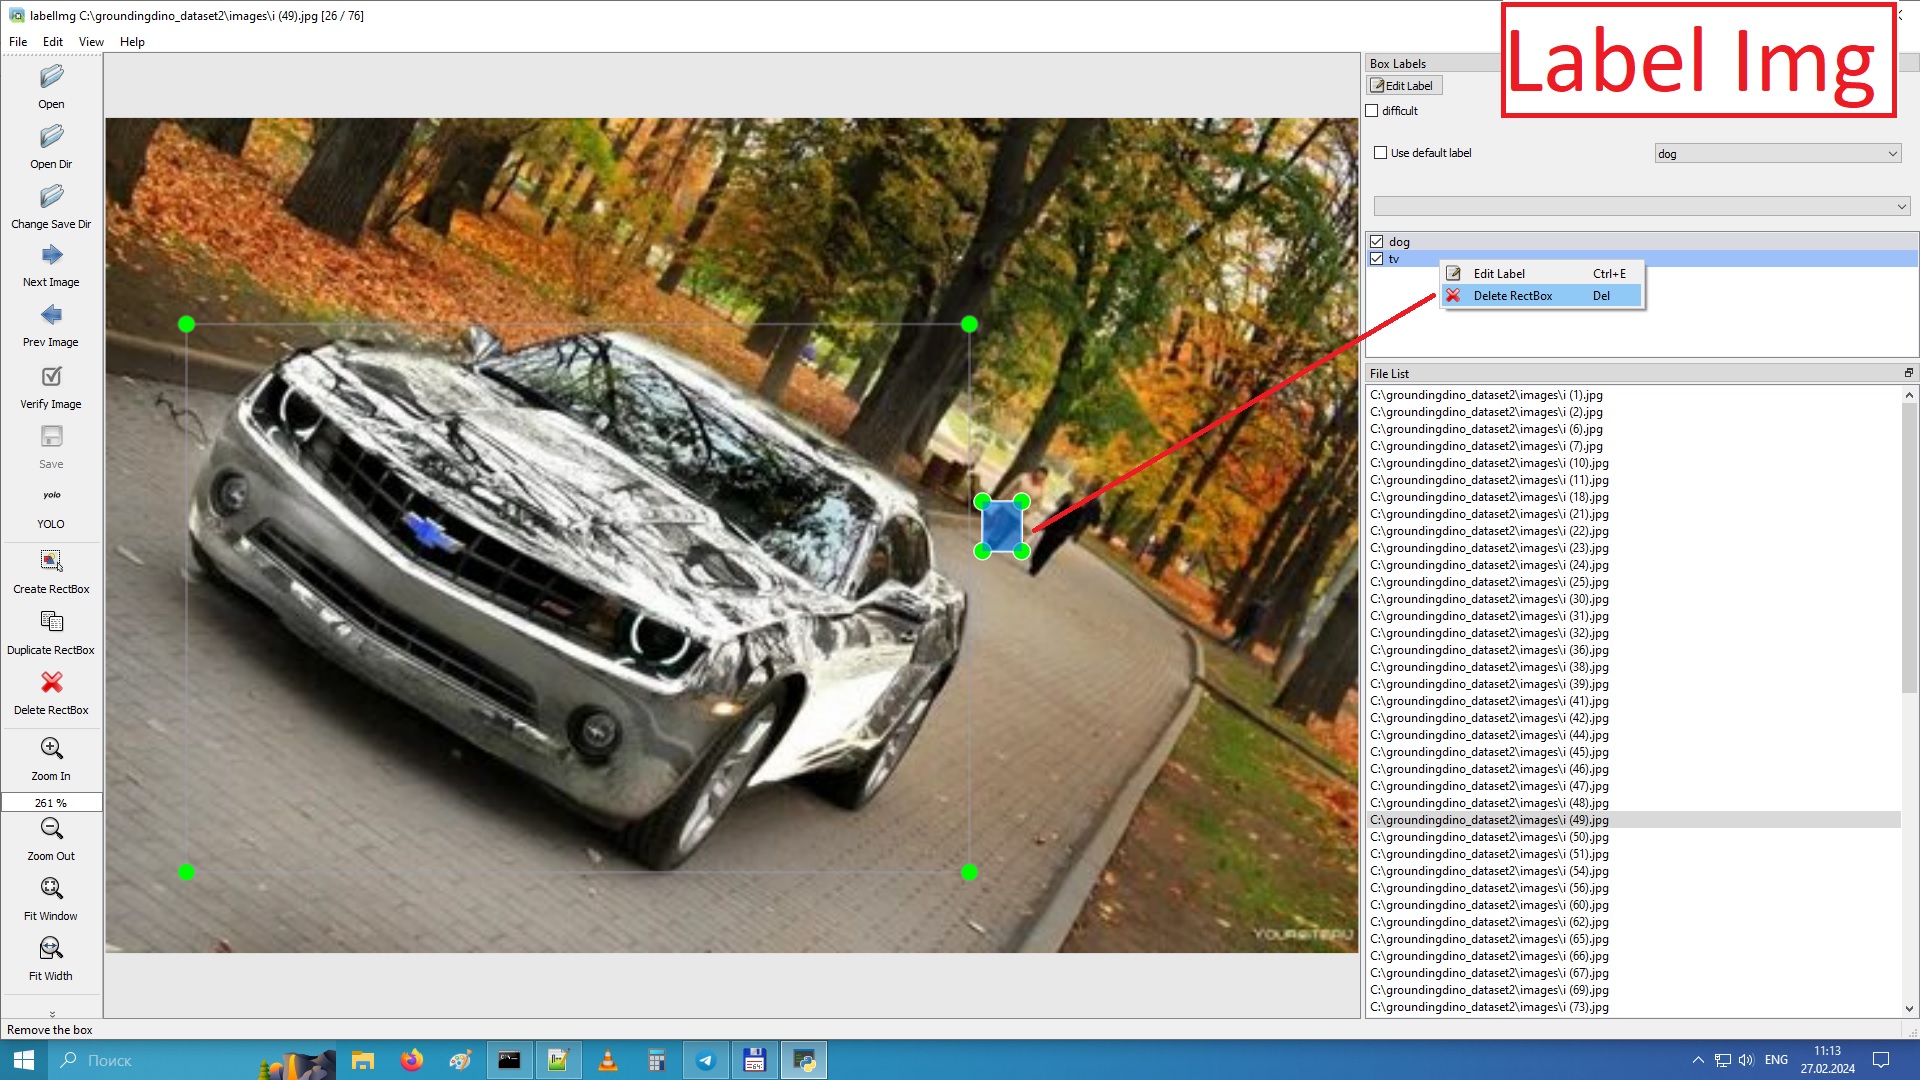 labelImg C:\groundingdino_dataset2\images\i (49).jpg [26 / 76]
File Edit View Help
Label Img
Open
Open Dir
Change Save Dir
Next Image
Prev Image
Verify Image
Save
yolo
YOLO
Create RectBox
Duplicate RectBox
Delete RectBox
Zoom In
261 %
Zoom Out
Fit Window
Fit Width
Box Labels
Edit Label
difficult
Use default label
dog
dog
tv
Edit Label Ctrl+E
Delete RectBox Del
File List
C:\groundingdino_dataset2\images\i (1).jpg
C:\groundingdino_dataset2\images\i (2).jpg
C:\groundingdino_dataset2\images\i (6).jpg
C:\groundingdino_dataset2\images\i (7).jpg
C:\groundingdino_dataset2\images\i (10).jpg
C:\groundingdino_dataset2\images\i (11).jpg
C:\groundingdino_dataset2\images\i (18).jpg
C:\groundingdino_dataset2\images\i (21).jpg
C:\groundingdino_dataset2\images\i (22).jpg
C:\groundingdino_dataset2\images\i (23).jpg
C:\groundingdino_dataset2\images\i (24).jpg
C:\groundingdino_dataset2\images\i (25).jpg
C:\groundingdino_dataset2\images\i (30).jpg
C:\groundingdino_dataset2\images\i (31).jpg
C:\groundingdino_dataset2\images\i (32).jpg
C:\groundingdino_dataset2\images\i (36).jpg
C:\groundingdino_dataset2\images\i (38).jpg
C:\groundingdino_dataset2\images\i (39).jpg
C:\groundingdino_dataset2\images\i (41).jpg
C:\groundingdino_dataset2\images\i (42).jpg
C:\groundingdino_dataset2\images\i (44).jpg
C:\groundingdino_dataset2\images\i (45).jpg
C:\groundingdino_dataset2\images\i (46).jpg
C:\groundingdino_dataset2\images\i (47).jpg
C:\groundingdino_dataset2\images\i (48).jpg
C:\groundingdino_dataset2\images\i (49).jpg
C:\groundingdino_dataset2\images\i (50).jpg
C:\groundingdino_dataset2\images\i (51).jpg
C:\groundingdino_dataset2\images\i (54).jpg
C:\groundingdino_dataset2\images\i (56).jpg
C:\groundingdino_dataset2\images\i (60).jpg
C:\groundingdino_dataset2\images\i (62).jpg
C:\groundingdino_dataset2\images\i (65).jpg
C:\groundingdino_dataset2\images\i (66).jpg
C:\groundingdino_dataset2\images\i (67).jpg
C:\groundingdino_dataset2\images\i (69).jpg
C:\groundingdino_dataset2\images\i (73).jpg
Remove the box
Поиск
ENG
11:13
27.02.2024